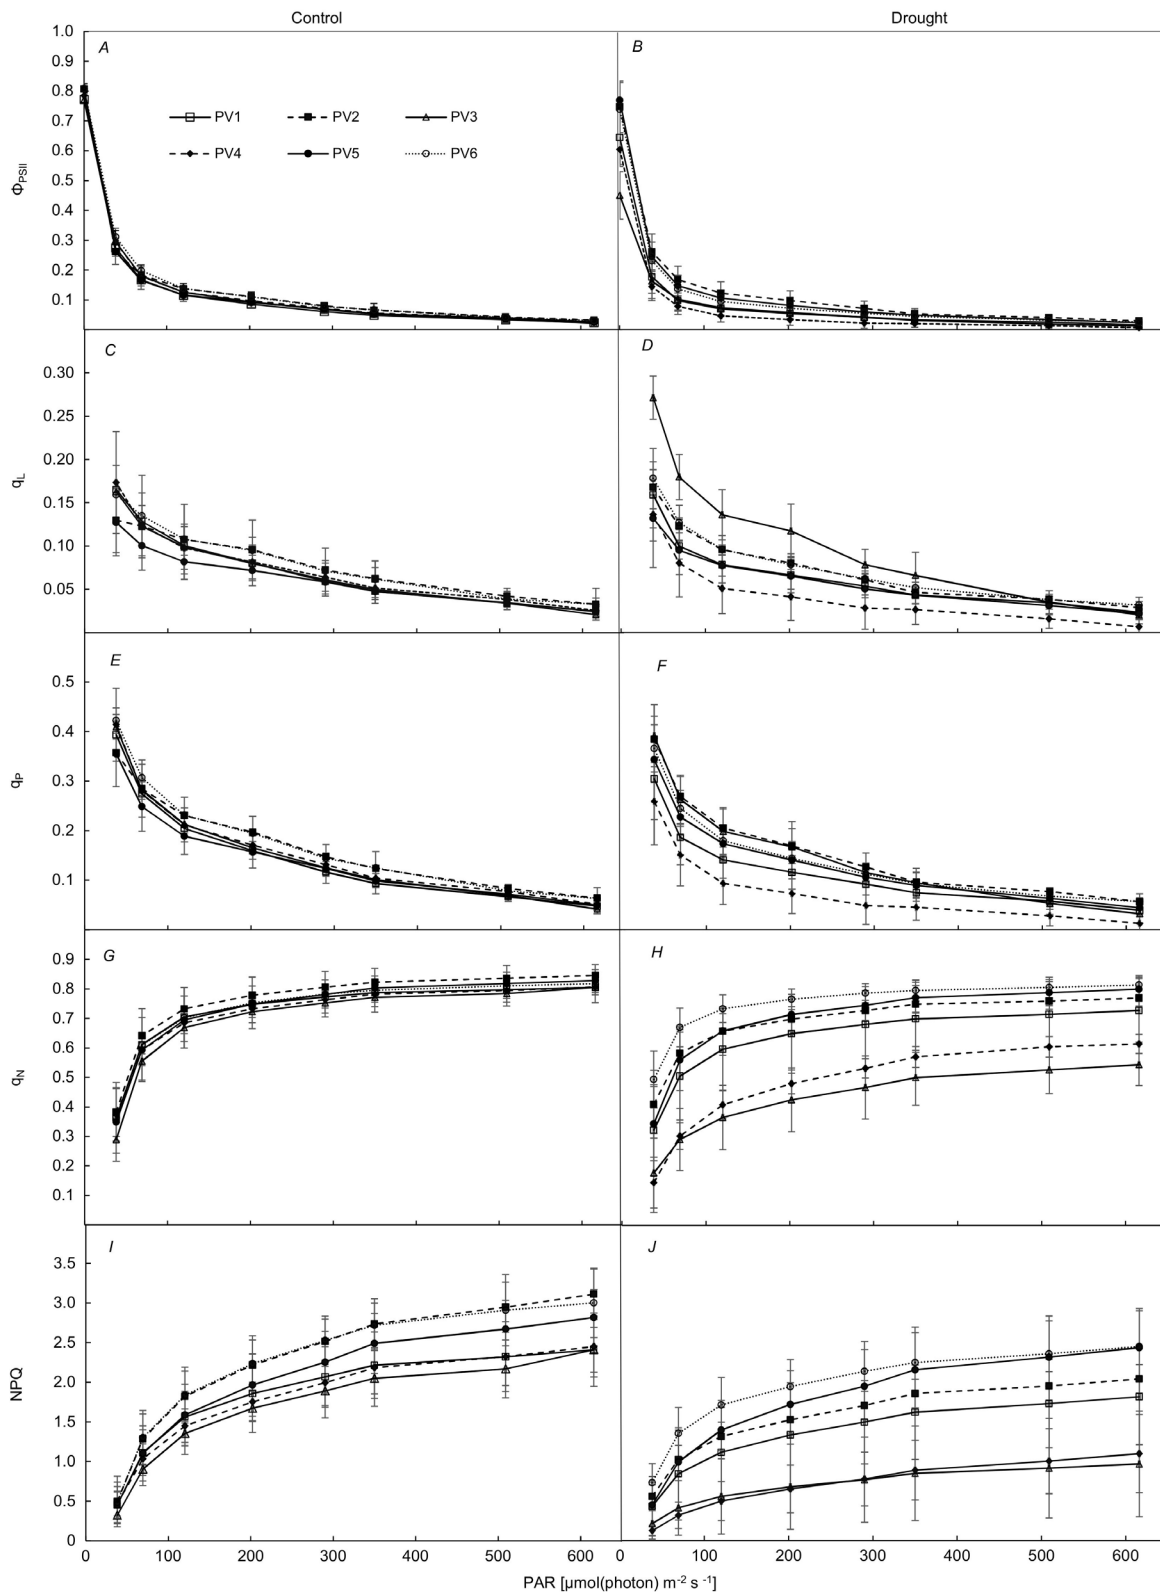 Control Drought
A B
1.0
0.9
0.8
0.7
0.6
0.5
0.4
0.3
0.2
0.1
Φ_PSII
PV1 PV2 PV3
PV4 PV5 PV6
C D
0.30
0.25
0.20
0.15
0.10
0.05
q_L
E F
0.5
0.4
0.3
0.2
0.1
q_P
G H
0.9
0.8
0.7
0.6
0.5
0.4
0.3
0.2
0.1
q_N
I J
3.5
3.0
2.5
2.0
1.5
1.0
0.5
0
NPQ
0 100 200 300 400 500 600 0 100 200 300 400 500 600
PAR [μmol(photon) m⁻² s ⁻¹]